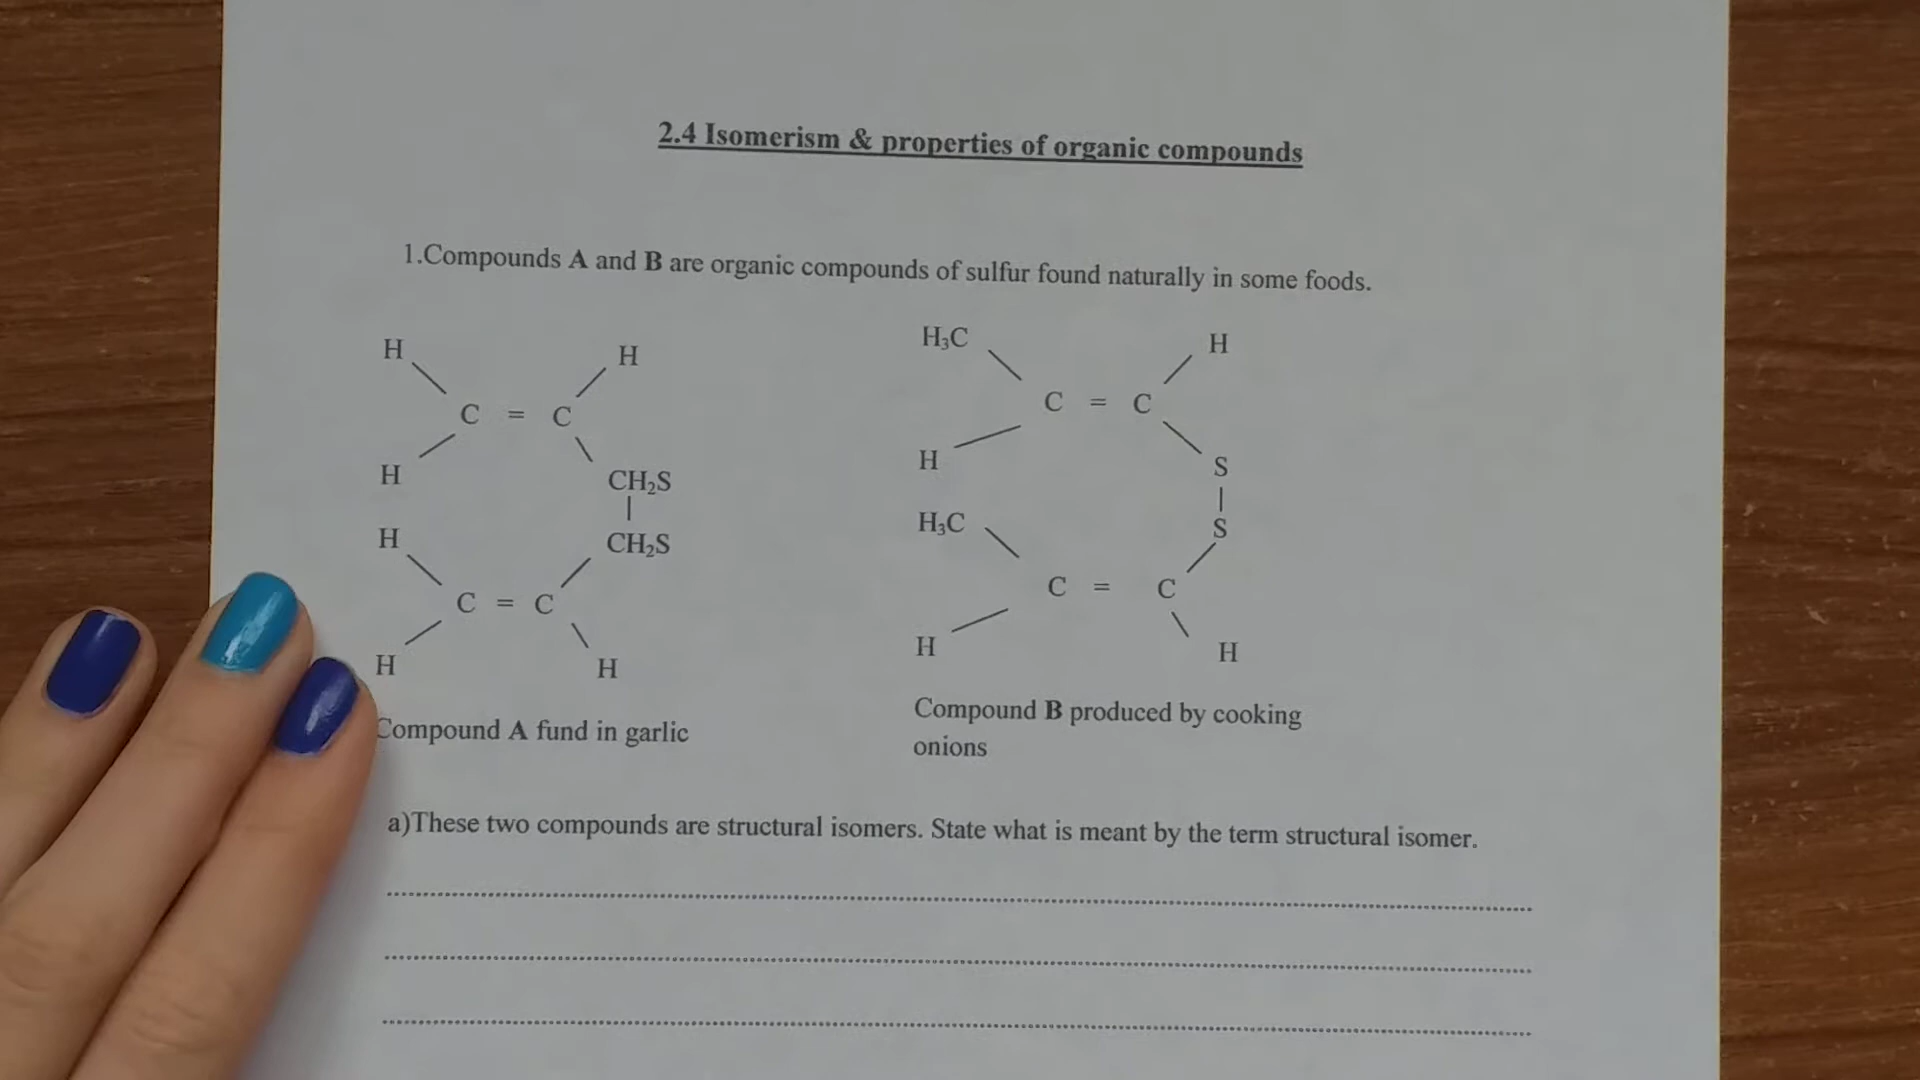 2.4 Isomerism & properties of organic compounds
1.Compounds A and B are organic compounds of sulfur found naturally in some foods.
H H
C = C
H CH₂S
H CH₂S
C = C
H H
Compound A fund in garlic
H₃C H
C = C
H S
H₃C S
C = C
H H
Compound B produced by cooking
onions
a)These two compounds are structural isomers. State what is meant by the term structural isomer.